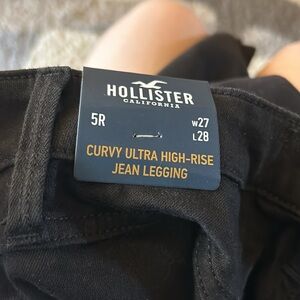 HOLLISTER
CALIFORNIA
5R W27
L28
CURVY ULTRA HIGH-RISE
JEAN LEGGING